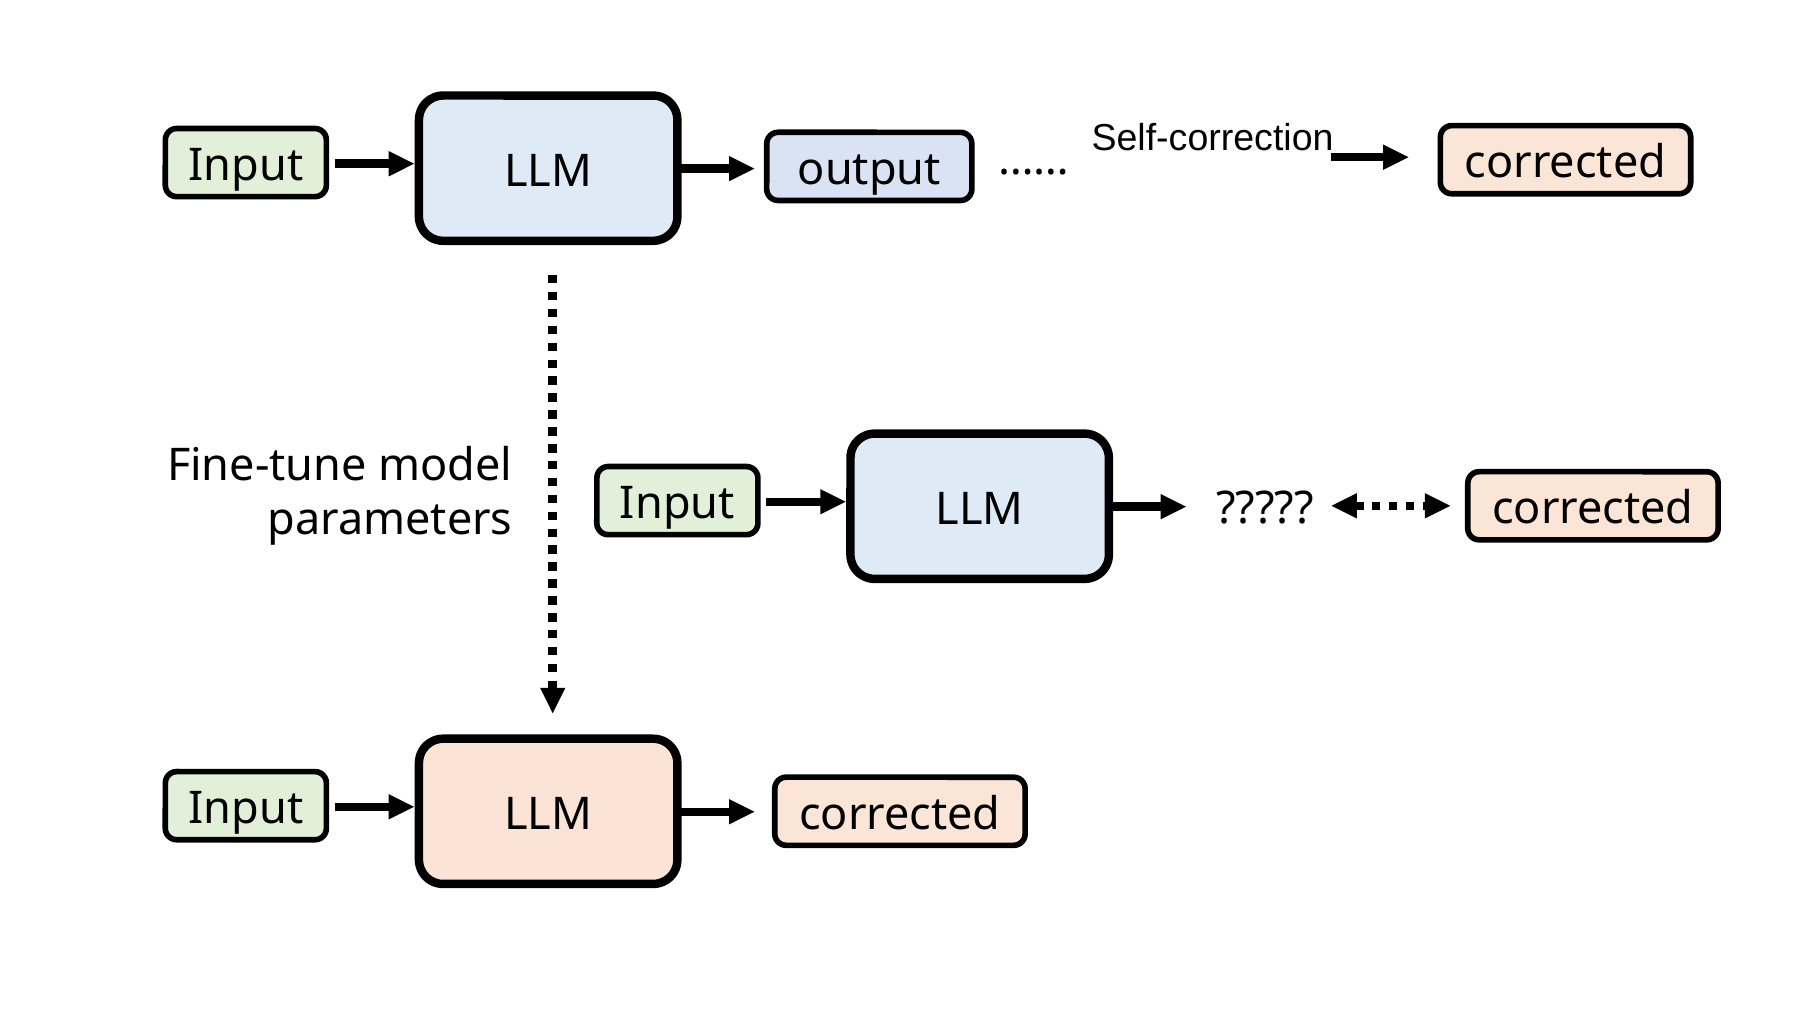 Input
LLM
output
......
Self-correction
corrected
Fine-tune model
parameters
Input
LLM
?????
corrected
Input
LLM
corrected